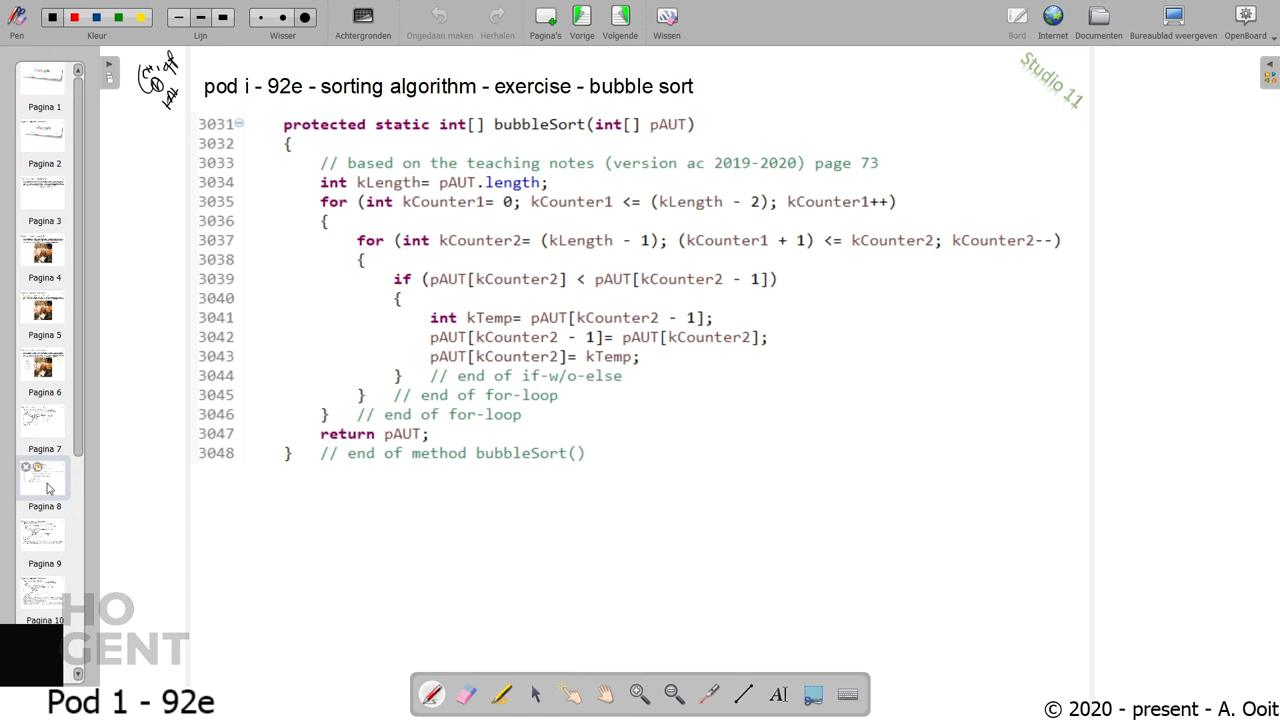 Pen
Kleur
Lijn
Wisser
Achtergronden
Ongedaan maken
Herhalen
Pagina's
Vorige
Volgende
Wissen
Bord
Internet
Documenten
Bureaublad weergeven
OpenBoard
Pagina 1
Pagina 2
Pagina 3
Pagina 4
Pagina 5
Pagina 6
Pagina 7
Pagina 8
Pagina 9
Pagina 10
pod i - 92e - sorting algorithm - exercise - bubble sort
Studio 11
3031 protected static int[] bubbleSort(int[] pAUT)
3032 {
3033 // based on the teaching notes (version ac 2019-2020) page 73
3034 int kLength= pAUT.length;
3035 for (int kCounter1= 0; kCounter1 <= (kLength - 2); kCounter1++)
3036 {
3037 for (int kCounter2= (kLength - 1); (kCounter1 + 1) <= kCounter2; kCounter2--)
3038 {
3039 if (pAUT[kCounter2] < pAUT[kCounter2 - 1])
3040 {
3041 int kTemp= pAUT[kCounter2 - 1];
3042 pAUT[kCounter2 - 1]= pAUT[kCounter2];
3043 pAUT[kCounter2]= kTemp;
3044 } // end of if-w/o-else
3045 } // end of for-loop
3046 } // end of for-loop
3047 return pAUT;
3048 } // end of method bubbleSort()
HO
GENT
Pod 1 - 92e
© 2020 - present - A. Ooit